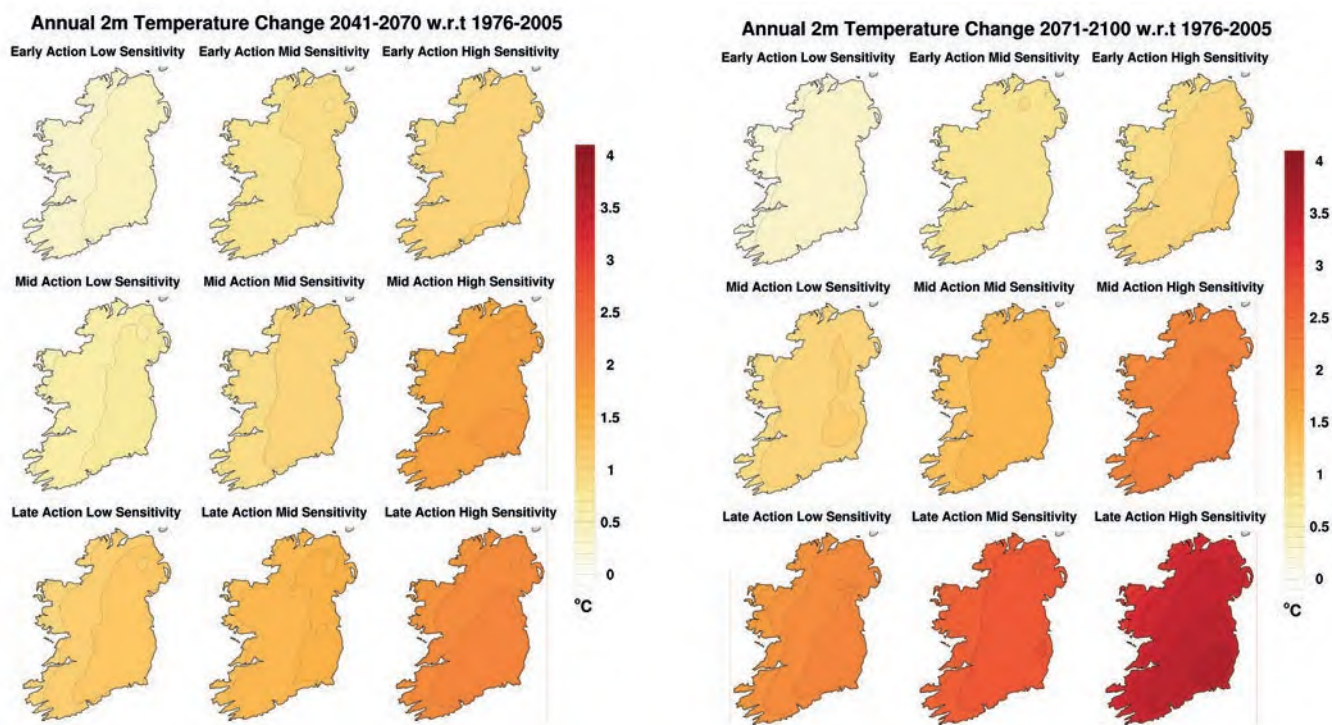 Annual 2m Temperature Change 2041-2070 w.r.t 1976-2005
Early Action Low Sensitivity Early Action Mid Sensitivity Early Action High Sensitivity
Mid Action Low Sensitivity Mid Action Mid Sensitivity Mid Action High Sensitivity
Late Action Low Sensitivity Late Action Mid Sensitivity Late Action High Sensitivity
4
3.5
3
2.5
2
1.5
1
0.5
0
°C
Annual 2m Temperature Change 2071-2100 w.r.t 1976-2005
Early Action Low Sensitivity Early Action Mid Sensitivity Early Action High Sensitivity
Mid Action Low Sensitivity Mid Action Mid Sensitivity Mid Action High Sensitivity
Late Action Low Sensitivity Late Action Mid Sensitivity Late Action High Sensitivity
4
3.5
3
2.5
2
1.5
1
0.5
0
°C